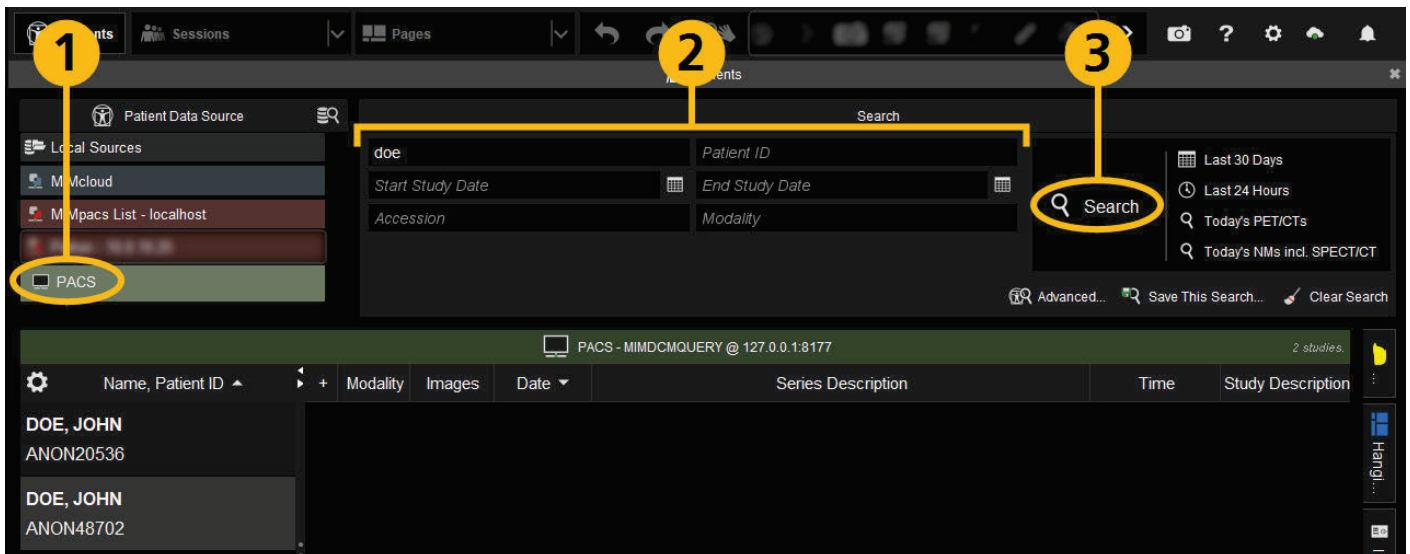 1
2
3
Sessions
Pages
?
Patient Data Source
Search
Local Sources
MIMcloud
MIMpacs List - localhost
PACS
doe
Patient ID
Start Study Date
End Study Date
Accession
Modality
Search
Last 30 Days
Last 24 Hours
Today's PET/CTs
Today's NMs incl. SPECT/CT
Advanced...
Save This Search...
Clear Search
PACS - MIMDCMQUERY @ 127.0.0.1:8177
2 studies.
Name, Patient ID
+
Modality
Images
Date
Series Description
Time
Study Description
DOE, JOHN
ANON20536
DOE, JOHN
ANON48702
Hangi...